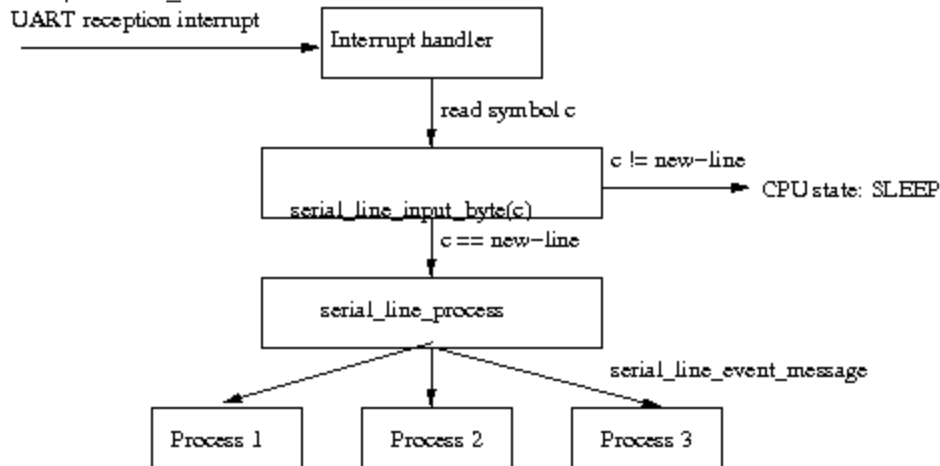 UART reception interrupt
Interrupt handler
read symbol c
c != new-line
CPU state: SLEEP
serial_line_input_byte(c)
c == new-line
serial_line_process
serial_line_event_message
Process 1
Process 2
Process 3